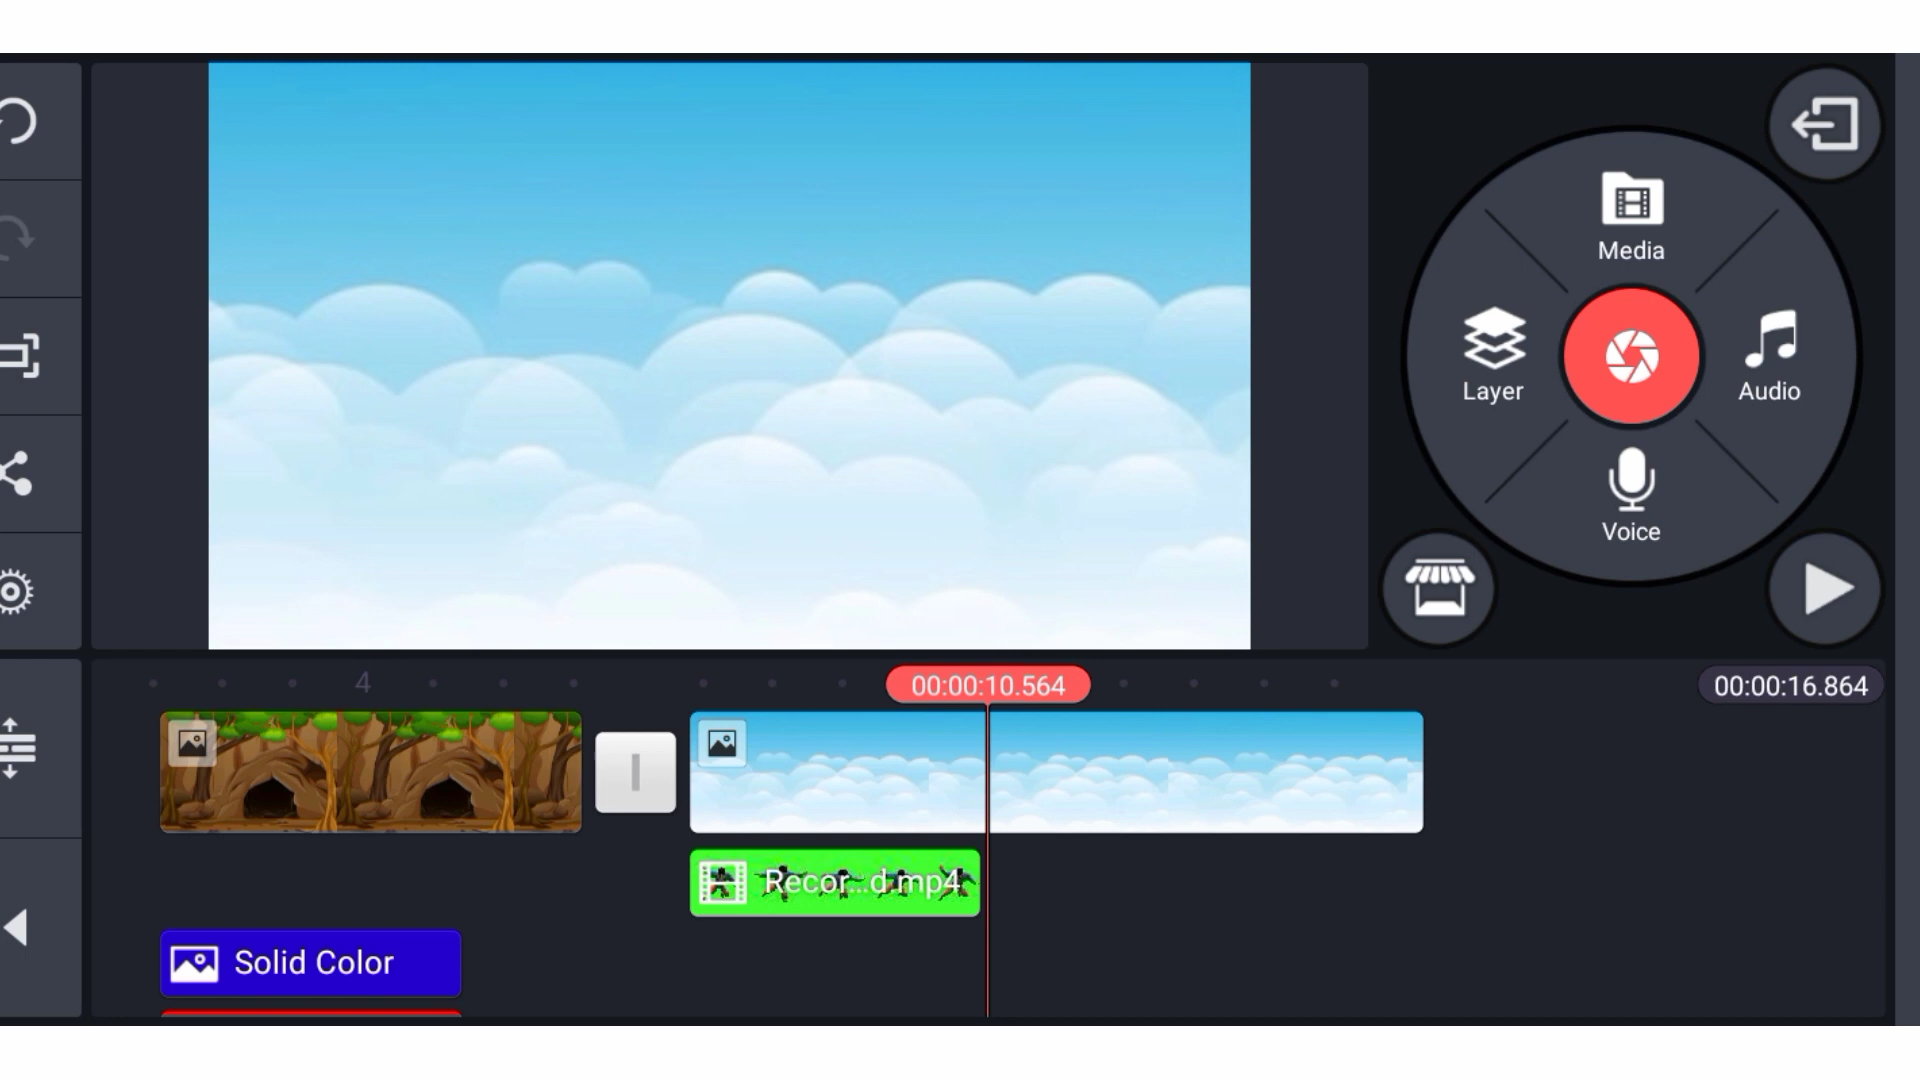 Media
Layer
Audio
Voice
4
00:00:10.564
00:00:16.864
Recor...d.mp4
Solid Color